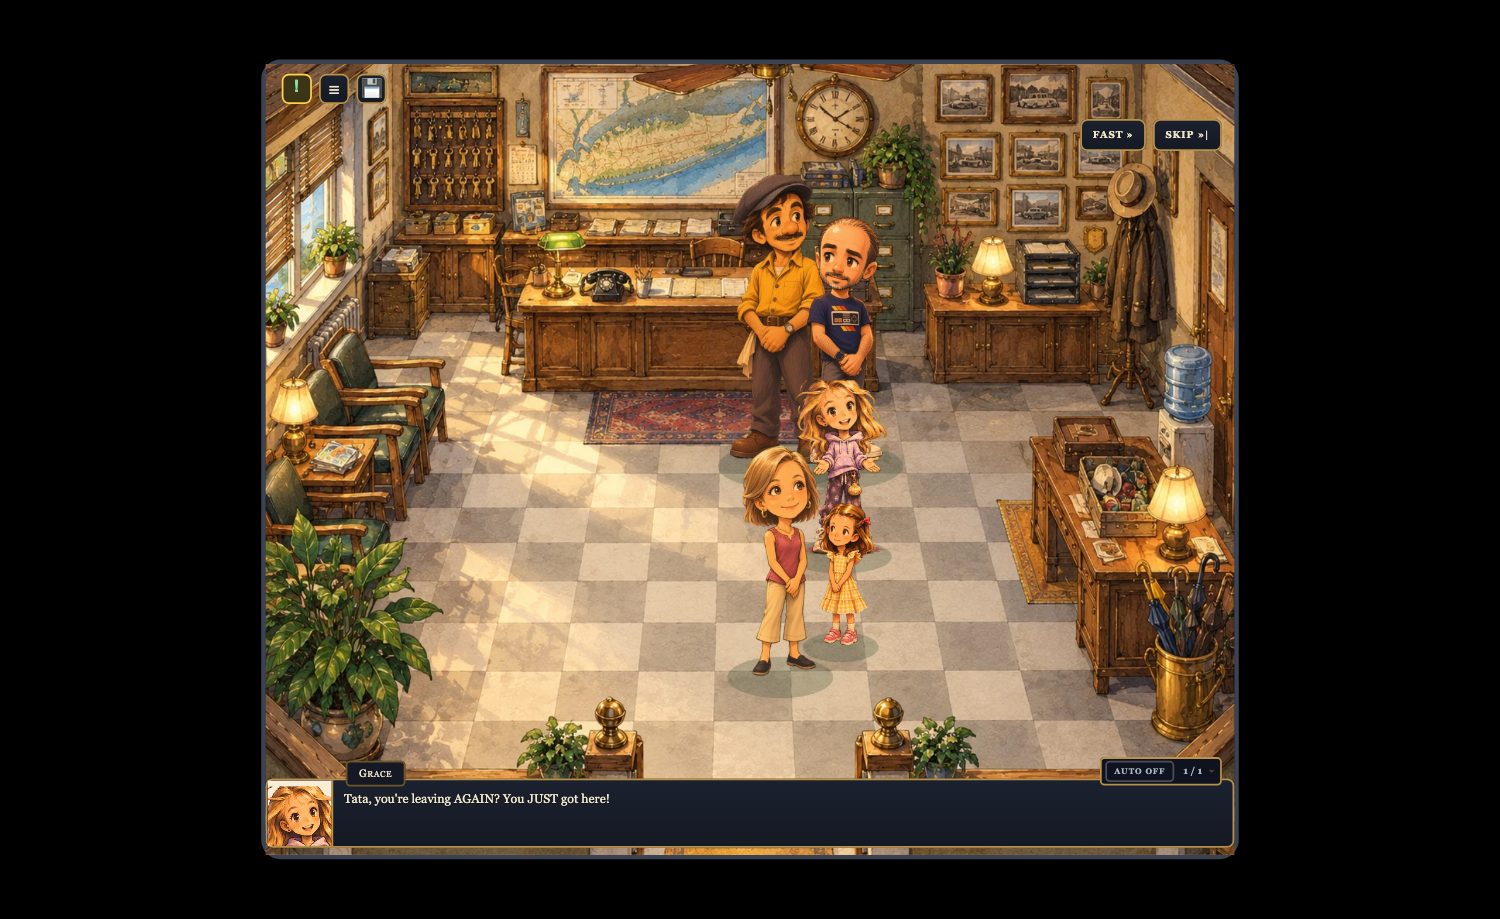 !
FAST »
SKIP »|
GRACE
AUTO OFF
1 / 1
Tata, you're leaving AGAIN? You JUST got here!